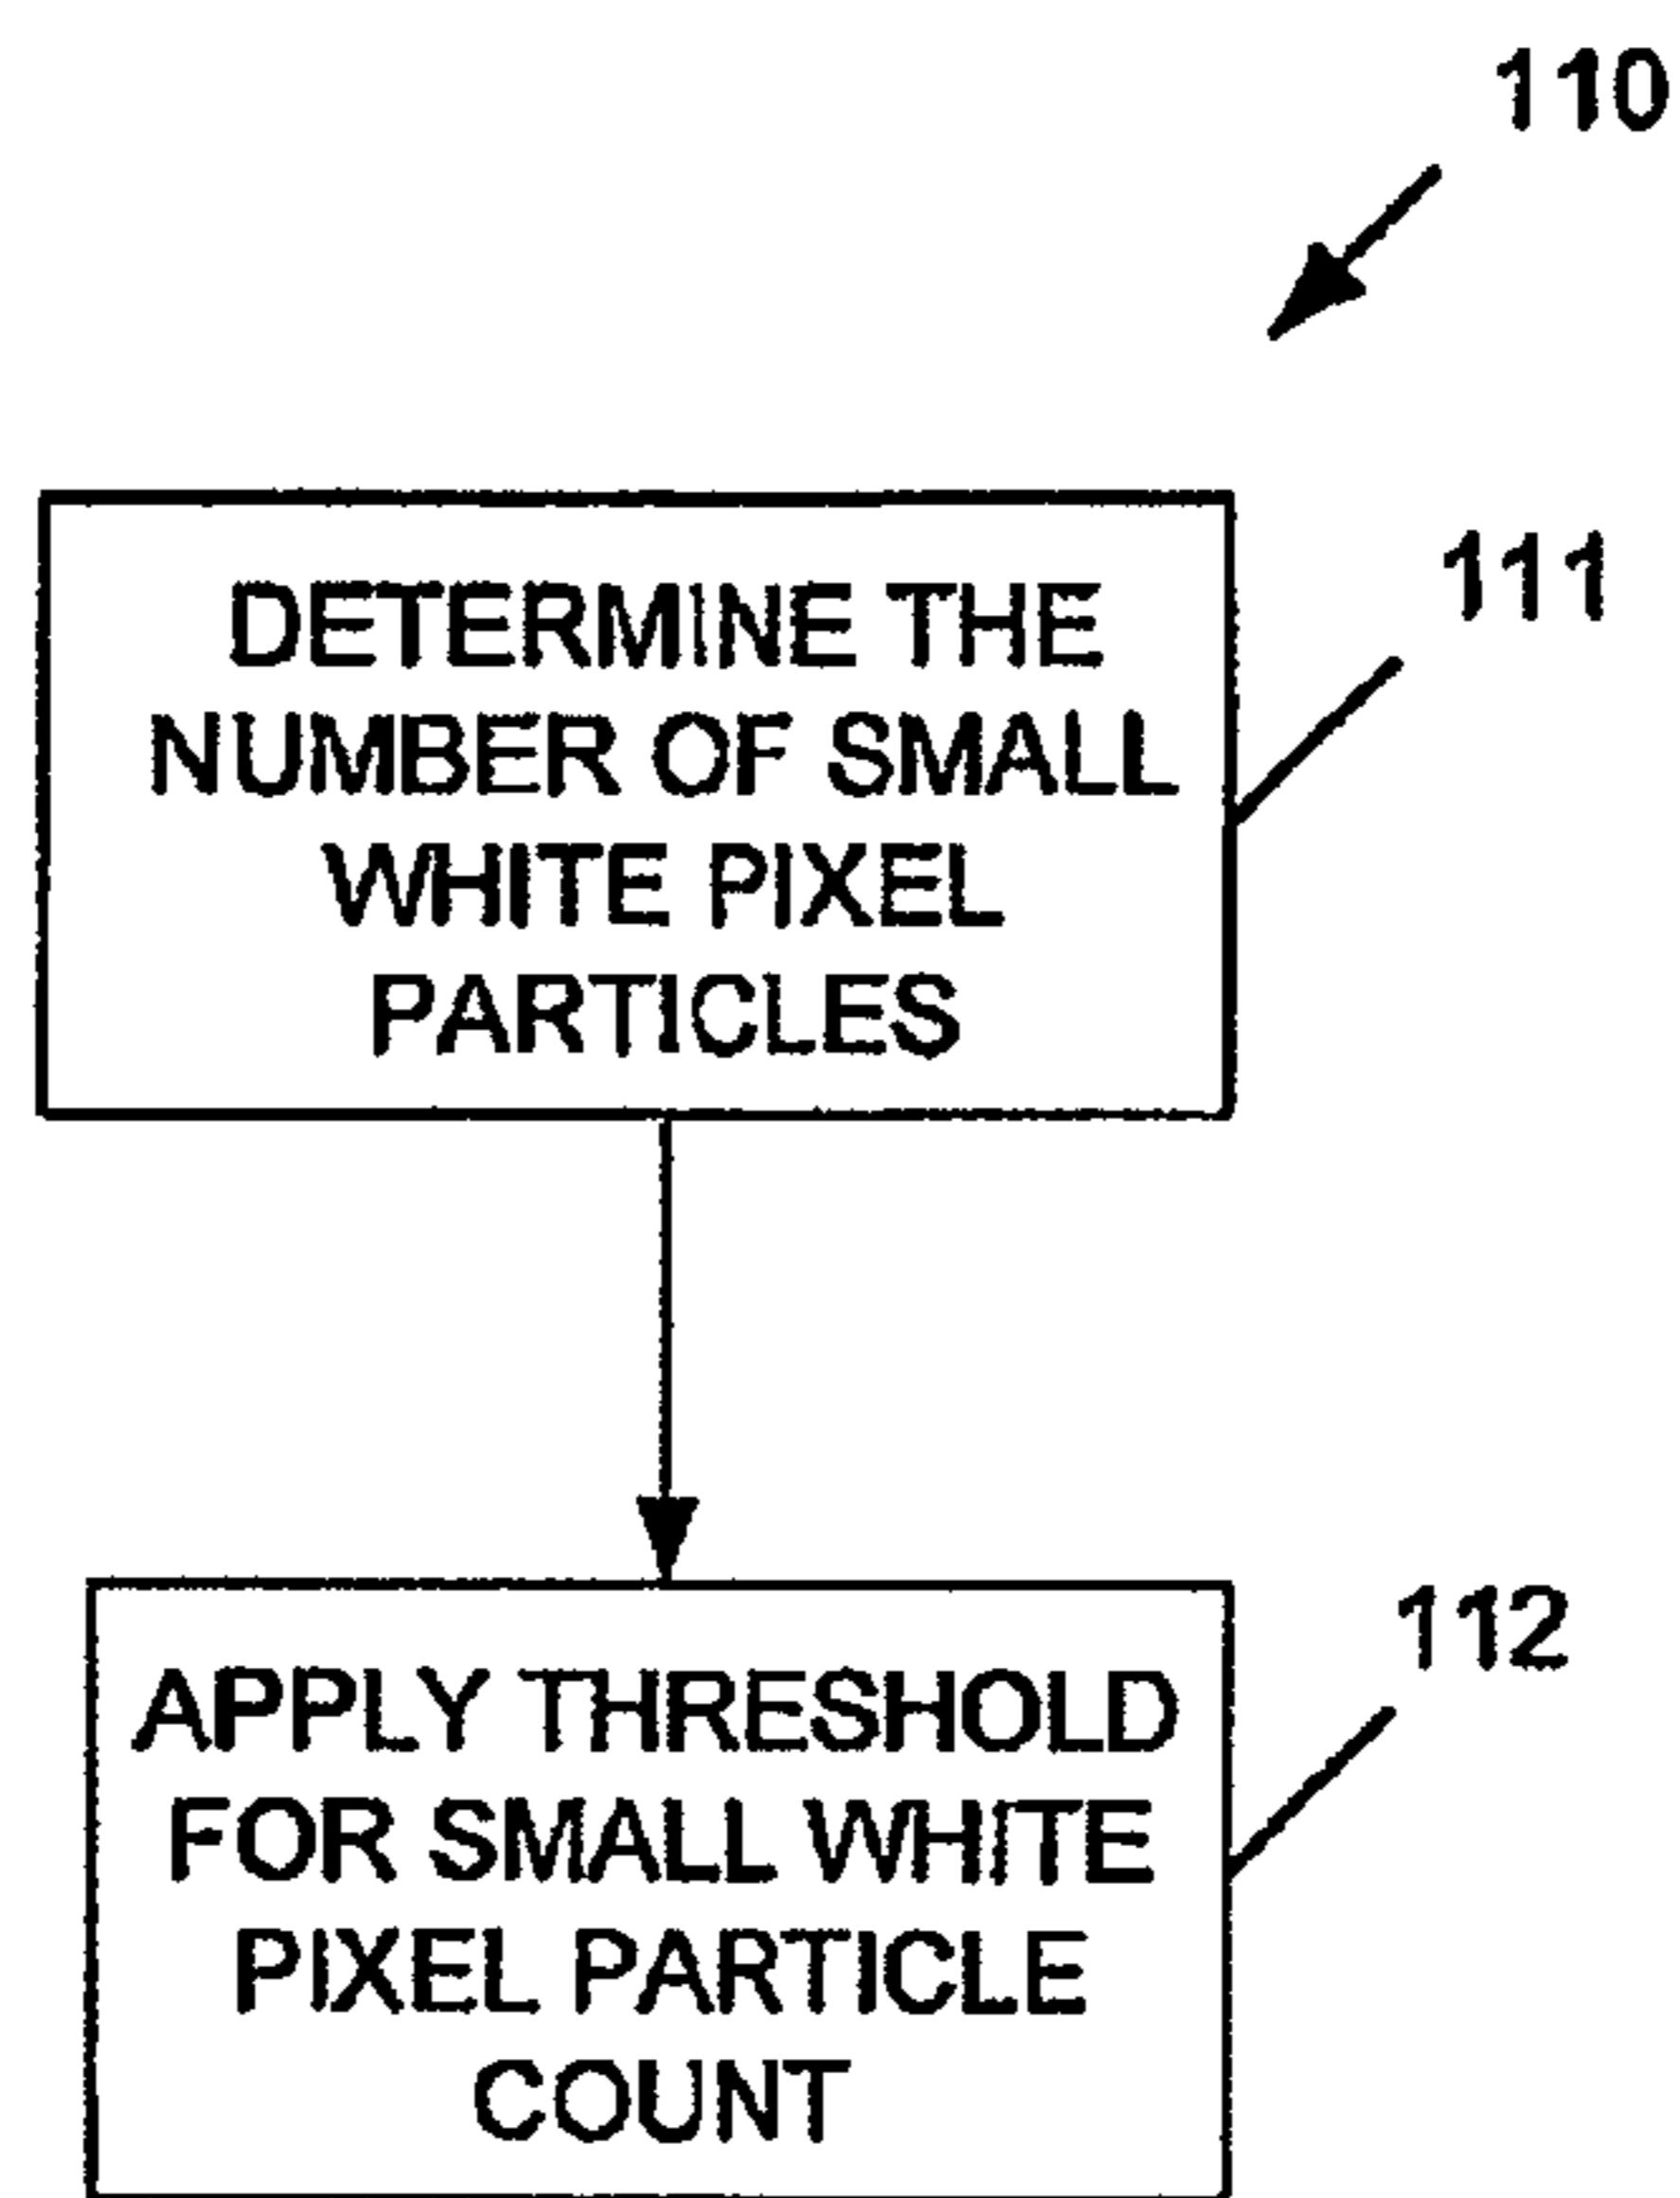 110
DETERMINE THE
NUMBER OF SMALL
WHITE PIXEL
PARTICLES
111
APPLY THRESHOLD
FOR SMALL WHITE
PIXEL PARTICLE
COUNT
112